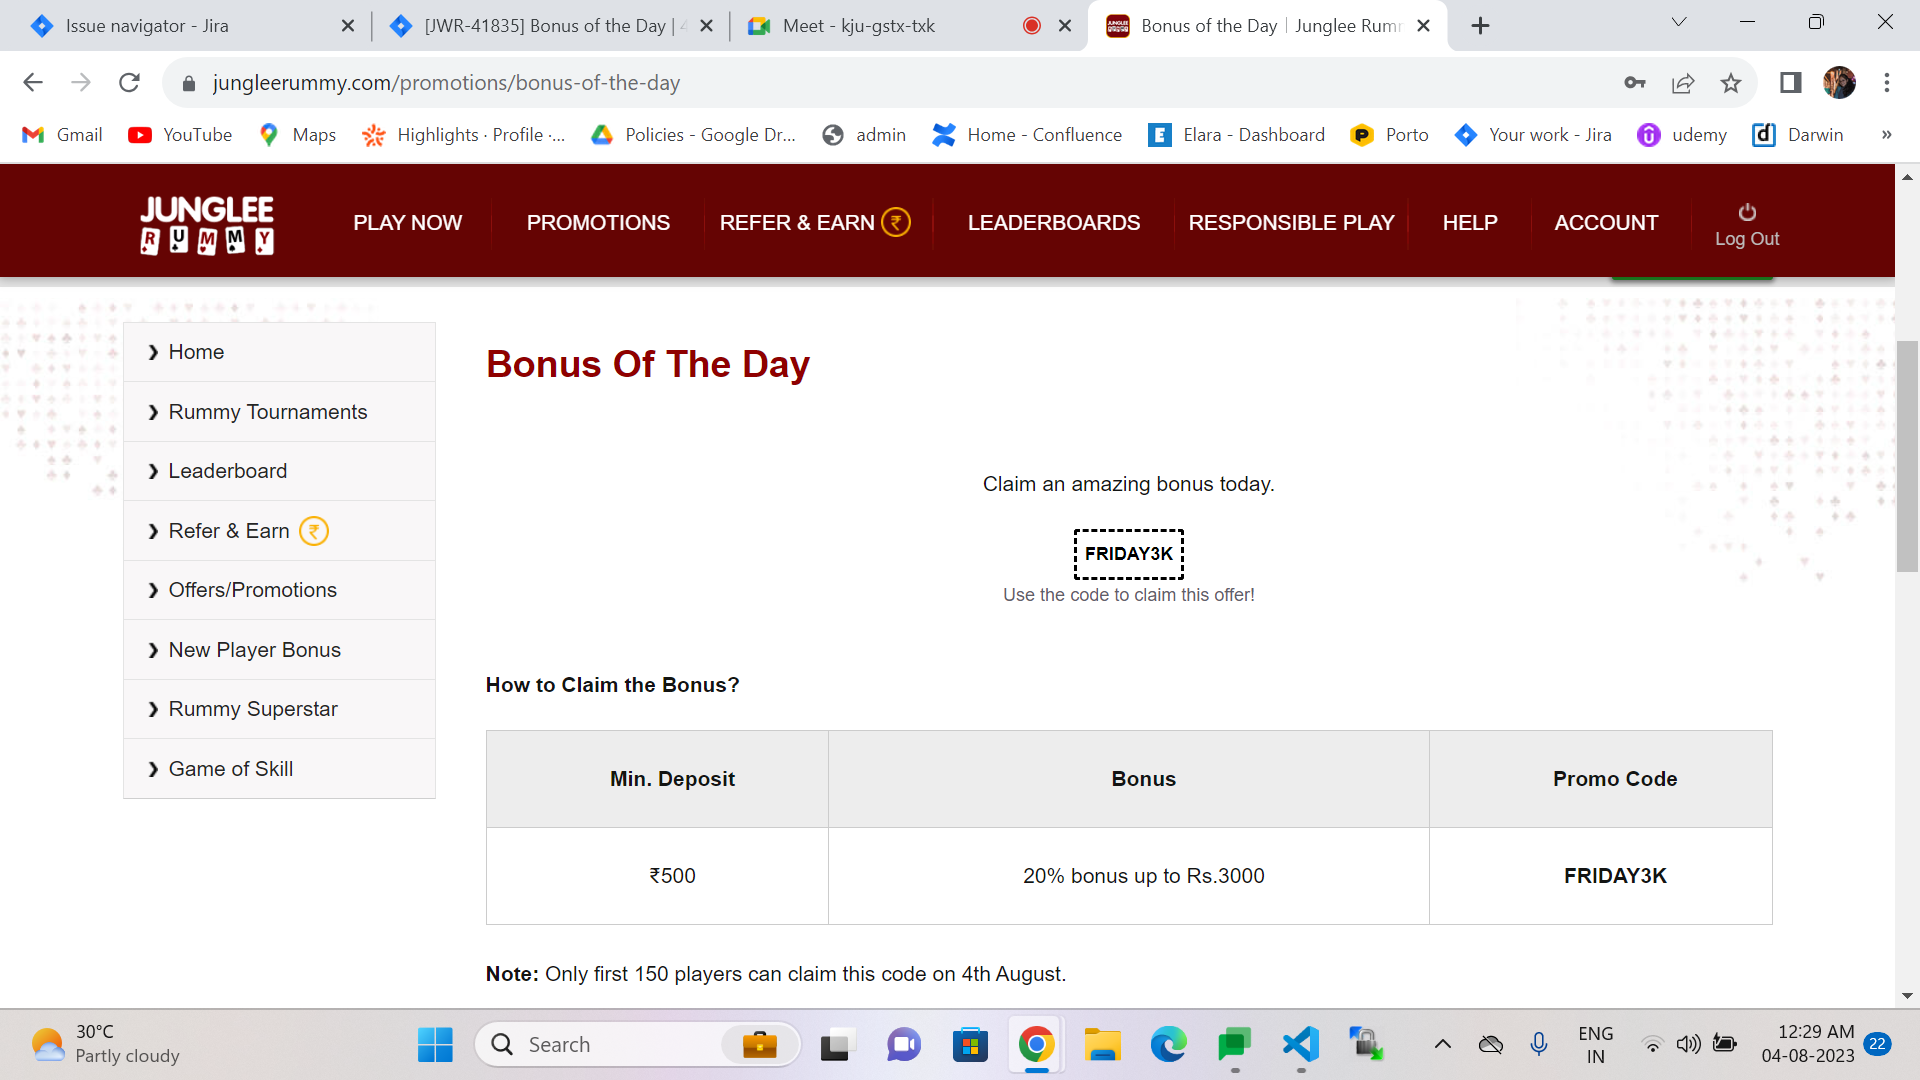 Issue navigator - Jira
[JWR-41835] Bonus of the Day |
Meet - kju-gstx-txk
Bonus of the Day | Junglee Rumr
jungleerummy.com/promotions/bonus-of-the-day
Gmail
YouTube
Maps
Highlights · Profile ·...
Policies - Google Dr...
admin
Home - Confluence
Elara - Dashboard
Porto
Your work - Jira
udemy
Darwin
»
JUNGLEE
RUMMY
PLAY NOW
PROMOTIONS
REFER & EARN ₹
LEADERBOARDS
RESPONSIBLE PLAY
HELP
ACCOUNT
Log Out
Home
Rummy Tournaments
Leaderboard
Refer & Earn ₹
Offers/Promotions
New Player Bonus
Rummy Superstar
Game of Skill
Bonus Of The Day
Claim an amazing bonus today.
FRIDAY3K
Use the code to claim this offer!
How to Claim the Bonus?
Min. Deposit
Bonus
Promo Code
₹500
20% bonus up to Rs.3000
FRIDAY3K
Note: Only first 150 players can claim this code on 4th August.
30°C
Partly cloudy
Search
ENG
IN
12:29 AM
04-08-2023
22